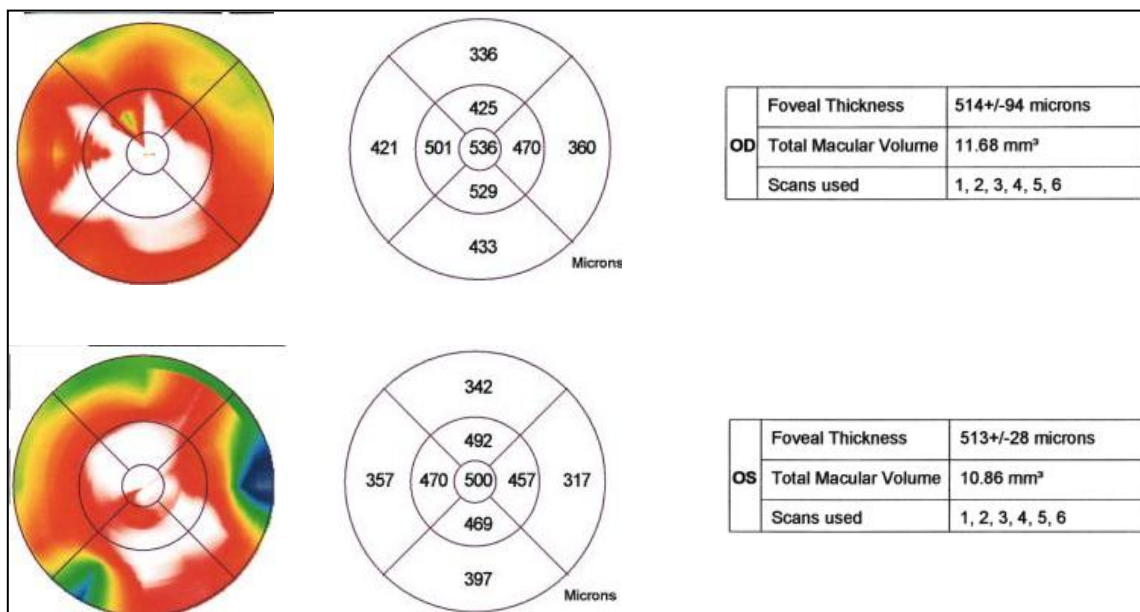 336
425
421 501 536 470 360
529
433
Microns
OD
Foveal Thickness 514+/-94 microns
Total Macular Volume 11.68 mm³
Scans used 1, 2, 3, 4, 5, 6
342
492
357 470 500 457 317
469
397
Microns
OS
Foveal Thickness 513+/-28 microns
Total Macular Volume 10.86 mm³
Scans used 1, 2, 3, 4, 5, 6